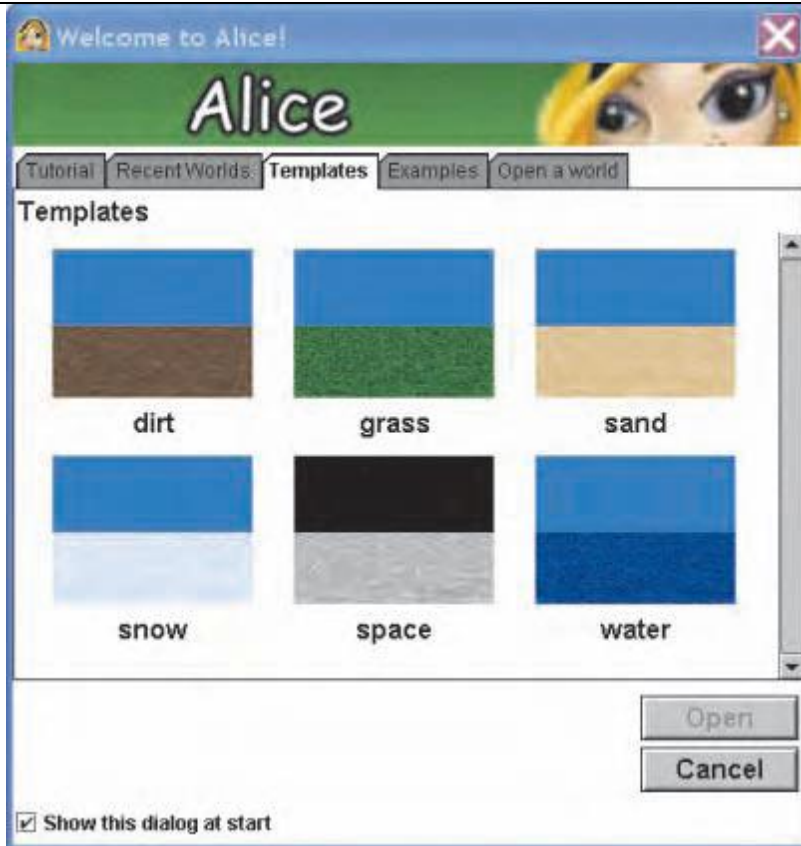 Welcome to Alice!
Alice
Tutorial Recent Worlds Templates Examples Open a world
Templates
dirt grass sand
snow space water
Open
Cancel
Show this dialog at start